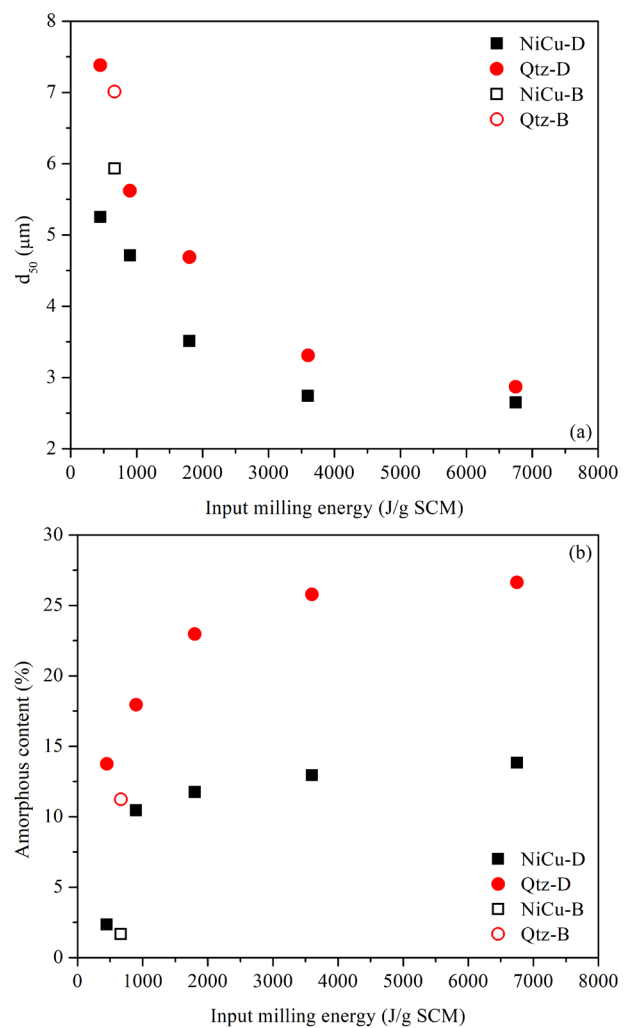 8
7
6
5
4
3
2
d50 (μm)
NiCu-D
Qtz-D
NiCu-B
Qtz-B
(a)
0 1000 2000 3000 4000 5000 6000 7000 8000
Input milling energy (J/g SCM)
30
25
20
15
10
5
0
Amorphous content (%)
(b)
NiCu-D
Qtz-D
NiCu-B
Qtz-B
0 1000 2000 3000 4000 5000 6000 7000 8000
Input milling energy (J/g SCM)